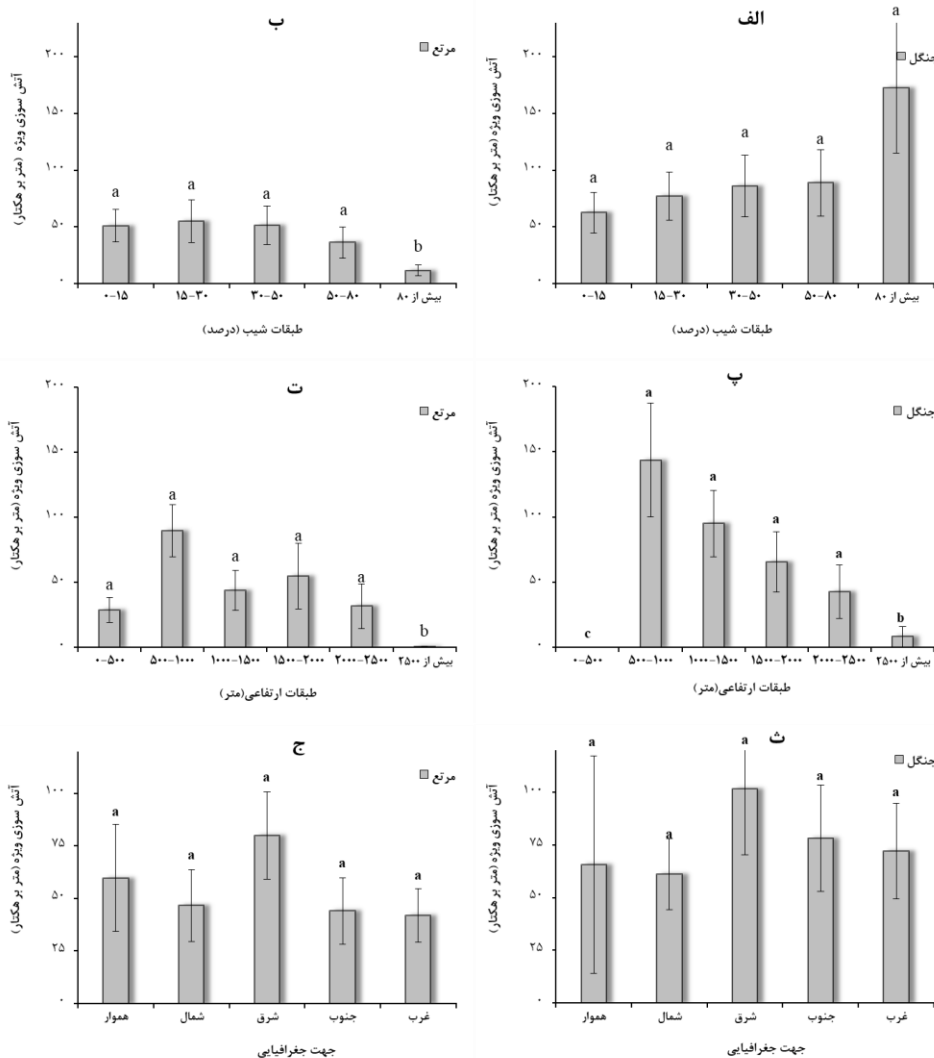 الف
جنگل
آتش سوزی ویژه (متر بر هکتار)
۲۰۰
۱۵۰
۱۰۰
۵۰
۰
a a a a a
۰-۱۵ ۱۵-۳۰ ۳۰-۵۰ ۵۰-۸۰ بیش از ۸۰
طبقات شیب (درصد)
ب
مرتع
آتش سوزی ویژه (متر بر هکتار)
۲۰۰
۱۵۰
۱۰۰
۵۰
۰
a a a a b
۰-۱۵ ۱۵-۳۰ ۳۰-۵۰ ۵۰-۸۰ بیش از ۸۰
طبقات شیب (درصد)
پ
جنگل
آتش سوزی ویژه (متر بر هکتار)
۲۰۰
۱۵۰
۱۰۰
۵۰
۰
c a a a a b
۰-۵۰۰ ۵۰۰-۱۰۰۰ ۱۰۰۰-۱۵۰۰ ۱۵۰۰-۲۰۰۰ ۲۰۰۰-۲۵۰۰ بیش از ۲۵۰۰
طبقات ارتفاعی(متر)
ت
مرتع
آتش سوزی ویژه (متر بر هکتار)
۲۰۰
۱۵۰
۱۰۰
۵۰
۰
a a a a a b
۰-۵۰۰ ۵۰۰-۱۰۰۰ ۱۰۰۰-۱۵۰۰ ۱۵۰۰-۲۰۰۰ ۲۰۰۰-۲۵۰۰ بیش از ۲۵۰۰
طبقات ارتفاعی(متر)
ث
جنگل
آتش سوزی ویژه (متر بر هکتار)
۱۰۰
۷۵
۵۰
۲۵
۰
a a a a a
هموار شمال شرق جنوب غرب
جهت جغرافیایی
ج
مرتع
آتش سوزی ویژه (متر بر هکتار)
۱۰۰
۷۵
۵۰
۲۵
۰
a a a a a
هموار شمال شرق جنوب غرب
جهت جغرافیایی